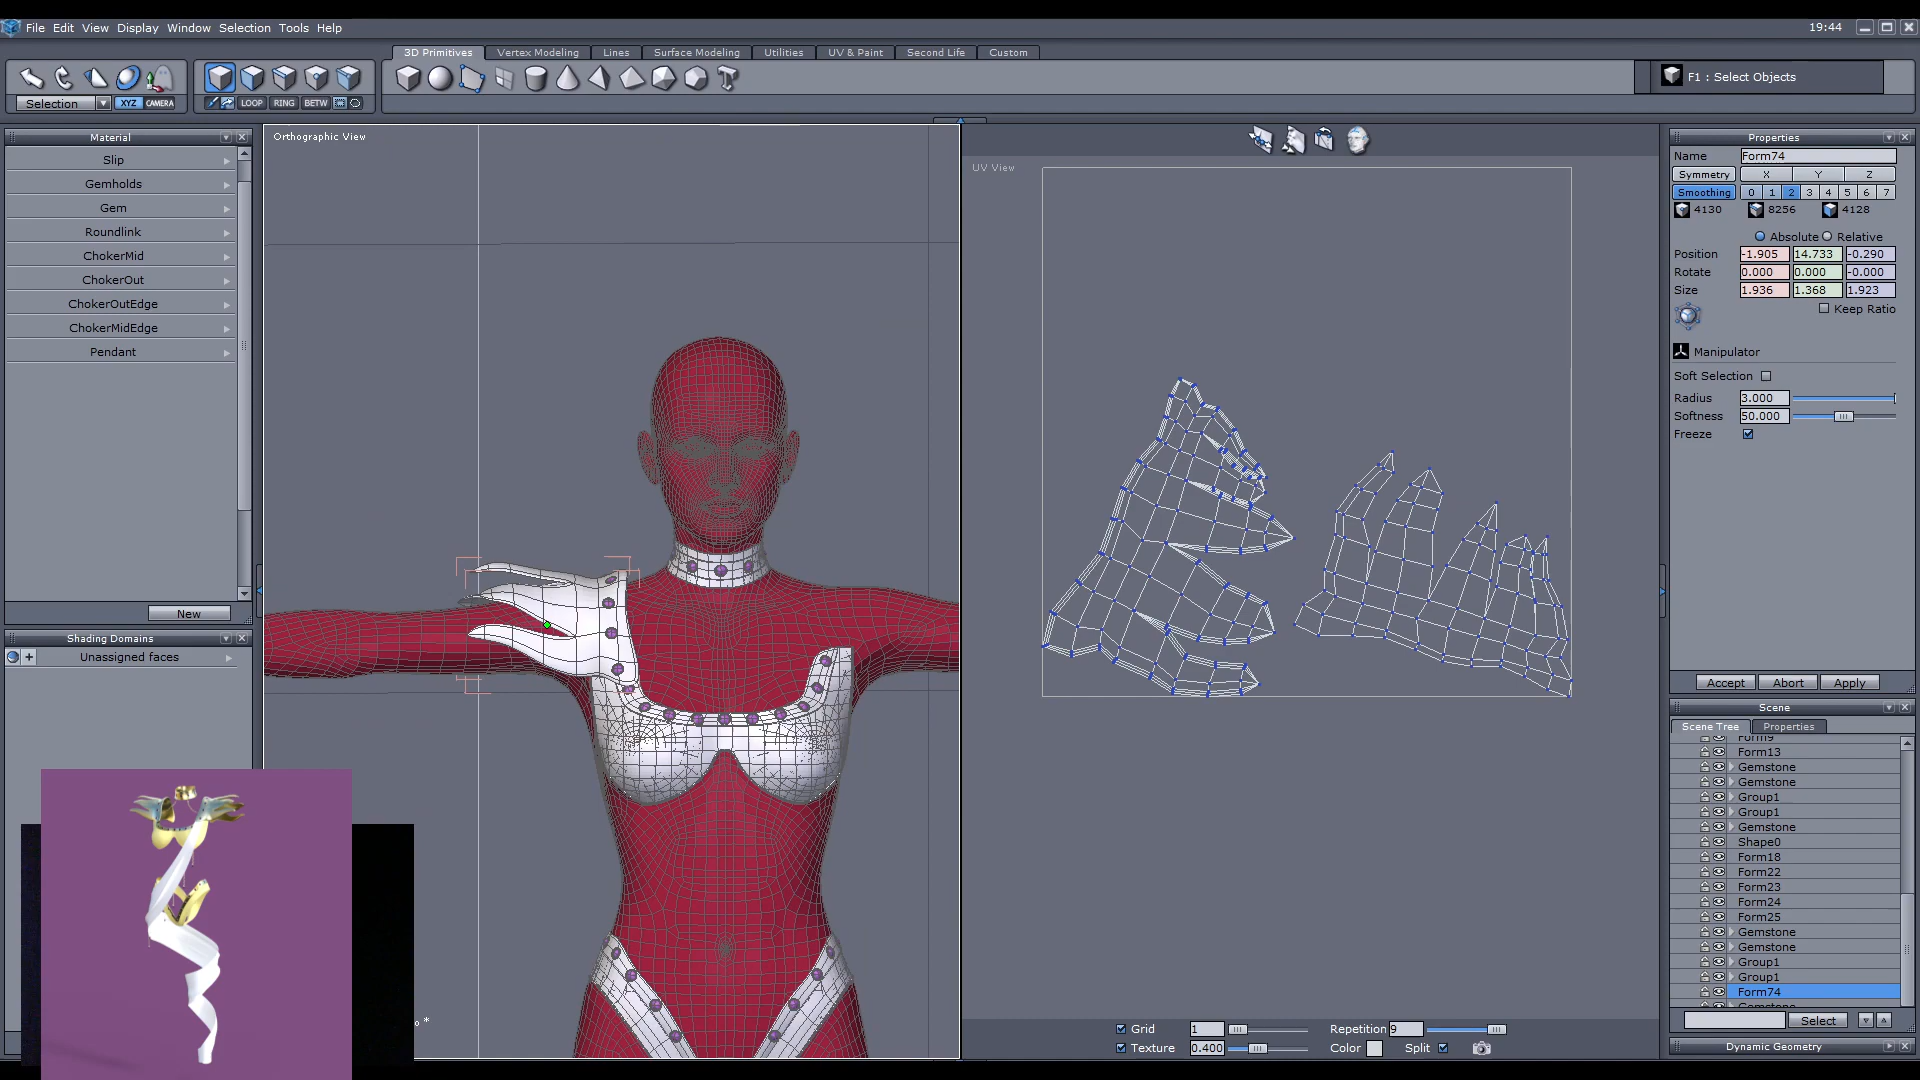 File Edit View Display Window Selection Tools Help
19:44
3D Primitives Vertex Modeling Lines Surface Modeling Utilities UV & Paint Second Life Custom
F1 : Select Objects
Selection XYZ CAMERA LOOP RING BETW
Material
Slip
Gemholds
Gem
Roundlink
ChokerMid
ChokerOut
ChokerOutEdge
ChokerMidEdge
Pendant
New
Shading Domains
Unassigned faces
Orthographic View
o *
UV View
Grid 1 Repetition 9
Texture 0.400 Color Split
Properties
Name Form74
Symmetry X Y Z
Smoothing 0 1 2 3 4 5 6 7
4130 8256 4128
Absolute Relative
Position -1.905 14.733 -0.290
Rotate 0.000 0.000 -0.000
Size 1.936 1.368 1.923
Keep Ratio
Manipulator
Soft Selection
Radius 3.000
Softness 50.000
Freeze
Accept Abort Apply
Scene
Scene Tree Properties
Form9
Form13
Gemstone
Gemstone
Group1
Group1
Gemstone
Shape0
Form18
Form22
Form23
Form24
Form25
Gemstone
Gemstone
Group1
Group1
Form74
Gemstone
Select
Dynamic Geometry